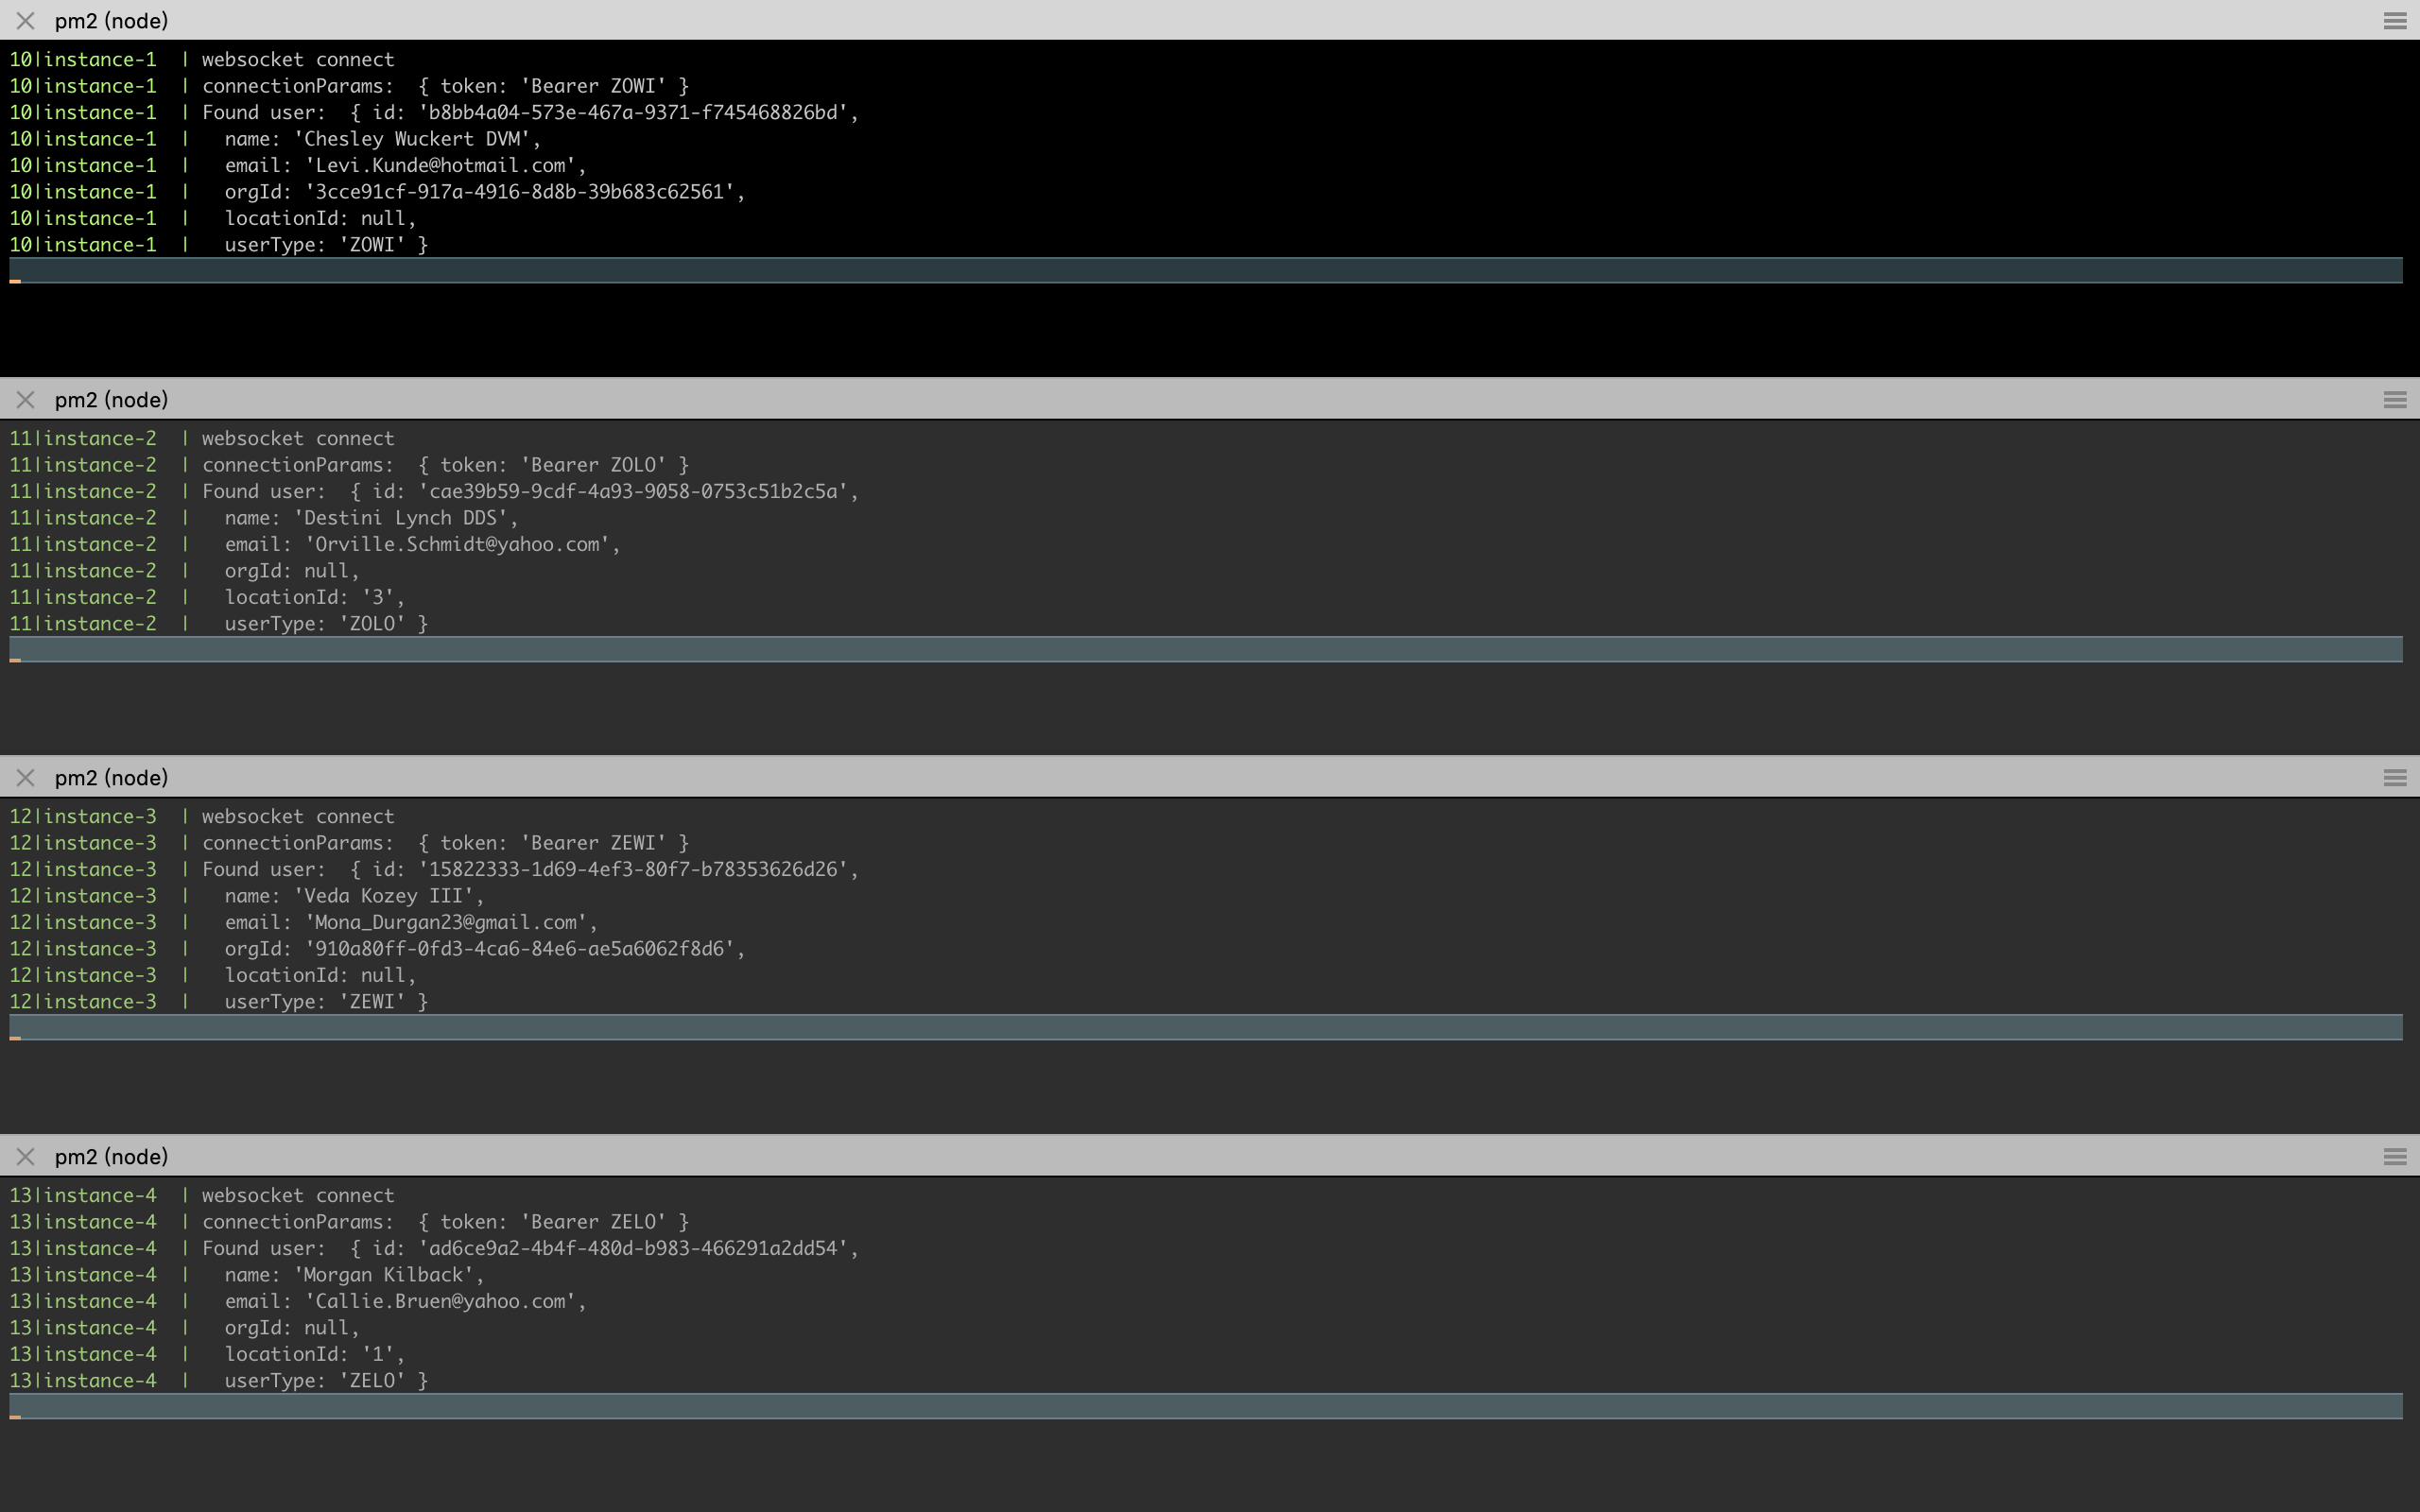 pm2 (node)
10|instance-1  | websocket connect
10|instance-1  | connectionParams:  { token: 'Bearer ZOWI' }
10|instance-1  | Found user:  { id: 'b8bb4a04-573e-467a-9371-f745468826bd',
10|instance-1  |   name: 'Chesley Wuckert DVM',
10|instance-1  |   email: 'Levi.Kunde@hotmail.com',
10|instance-1  |   orgId: '3cce91cf-917a-4916-8d8b-39b683c62561',
10|instance-1  |   locationId: null,
10|instance-1  |   userType: 'ZOWI' }
pm2 (node)
11|instance-2  | websocket connect
11|instance-2  | connectionParams:  { token: 'Bearer ZOLO' }
11|instance-2  | Found user:  { id: 'cae39b59-9cdf-4a93-9058-0753c51b2c5a',
11|instance-2  |   name: 'Destini Lynch DDS',
11|instance-2  |   email: 'Orville.Schmidt@yahoo.com',
11|instance-2  |   orgId: null,
11|instance-2  |   locationId: '3',
11|instance-2  |   userType: 'ZOLO' }
pm2 (node)
12|instance-3  | websocket connect
12|instance-3  | connectionParams:  { token: 'Bearer ZEWI' }
12|instance-3  | Found user:  { id: '15822333-1d69-4ef3-80f7-b78353626d26',
12|instance-3  |   name: 'Veda Kozey III',
12|instance-3  |   email: 'Mona_Durgan23@gmail.com',
12|instance-3  |   orgId: '910a80ff-0fd3-4ca6-84e6-ae5a6062f8d6',
12|instance-3  |   locationId: null,
12|instance-3  |   userType: 'ZEWI' }
pm2 (node)
13|instance-4  | websocket connect
13|instance-4  | connectionParams:  { token: 'Bearer ZELO' }
13|instance-4  | Found user:  { id: 'ad6ce9a2-4b4f-480d-b983-466291a2dd54',
13|instance-4  |   name: 'Morgan Kilback',
13|instance-4  |   email: 'Callie.Bruen@yahoo.com',
13|instance-4  |   orgId: null,
13|instance-4  |   locationId: '1',
13|instance-4  |   userType: 'ZELO' }